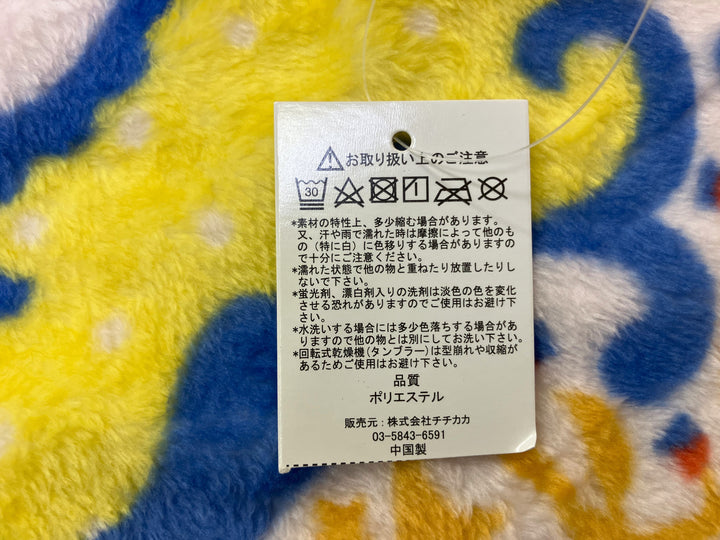 お取り扱い上のご注意
30
*素材の特性上、多少縮む場合があります。
又、汗や雨で濡れた時は摩擦によって他のも
の（特に白）に色移りする場合がありますの
で十分にご注意ください。
*濡れた状態で他の物と重ねたり放置したりし
ないで下さい。
*蛍光剤、漂白剤入りの洗剤は淡色の色を変化
させる恐れがありますのでご使用はお避け下
さい。
*水洗いする場合には多少色落ちする場合があ
りますので他の物とは別にしてお洗い下さい。
*回転式乾燥機(タンブラー)は型崩れや収縮が
あるためご使用はお避け下さい。
品質
ポリエステル
販売元：株式会社チチカカ
03-5843-6591
中国製